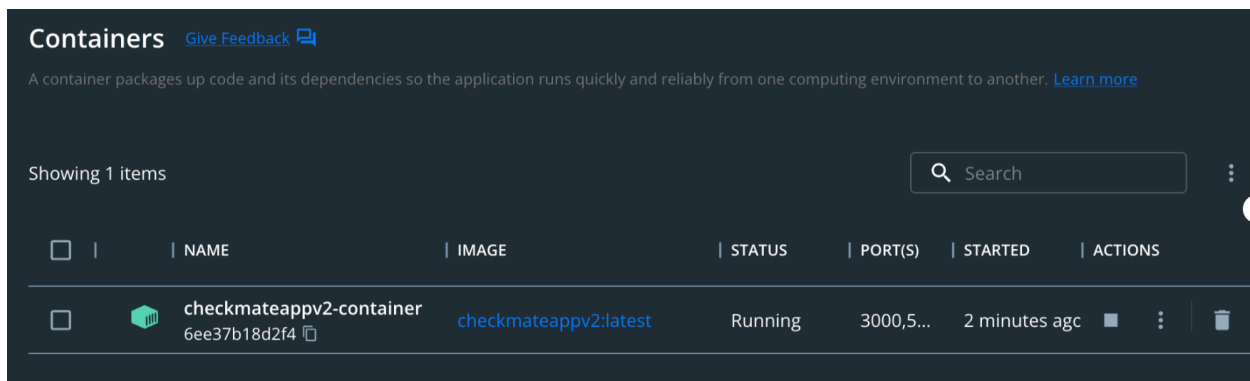 Containers Give Feedback
A container packages up code and its dependencies so the application runs quickly and reliably from one computing environment to another. Learn more
Showing 1 items
Search
NAME IMAGE STATUS PORT(S) STARTED ACTIONS
checkmateappv2-container
6ee37b18d2f4
checkmateappv2:latest Running 3000,5... 2 minutes ago